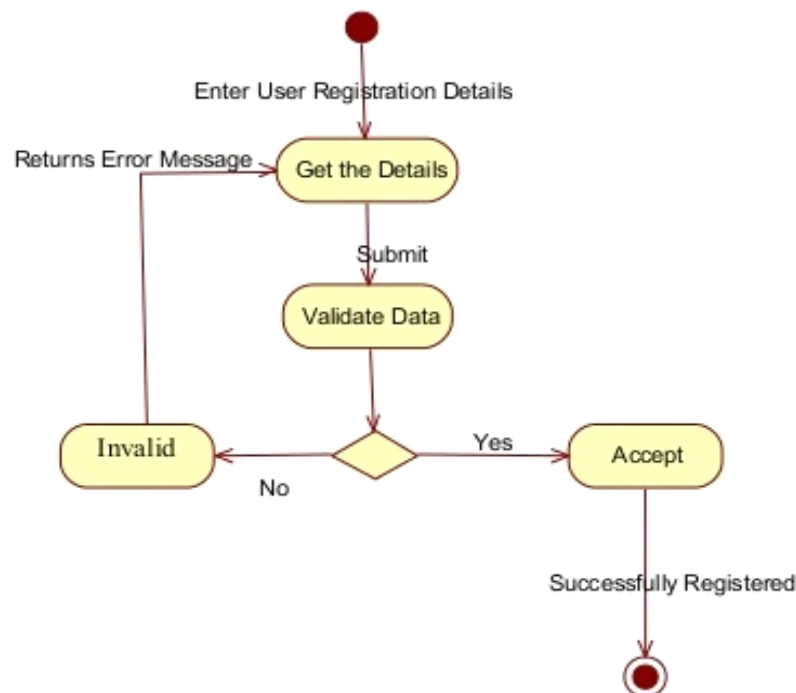 Enter User Registration Details
Returns Error Message
Get the Details
Submit
Validate Data
Invalid
Yes
Accept
No
Successfully Registered